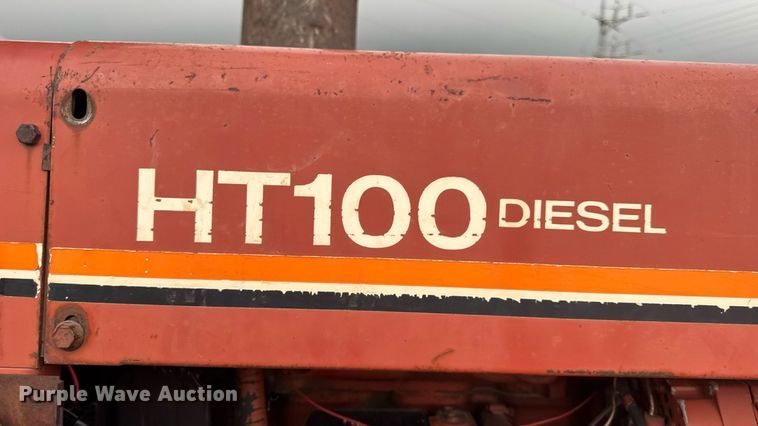 HT100 DIESEL
Purple Wave Auction